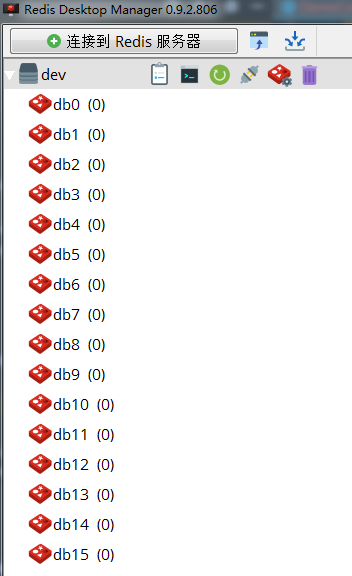 Redis Desktop Manager 0.9.2.806
连接到 Redis 服务器
dev
db0 (0)
db1 (0)
db2 (0)
db3 (0)
db4 (0)
db5 (0)
db6 (0)
db7 (0)
db8 (0)
db9 (0)
db10 (0)
db11 (0)
db12 (0)
db13 (0)
db14 (0)
db15 (0)